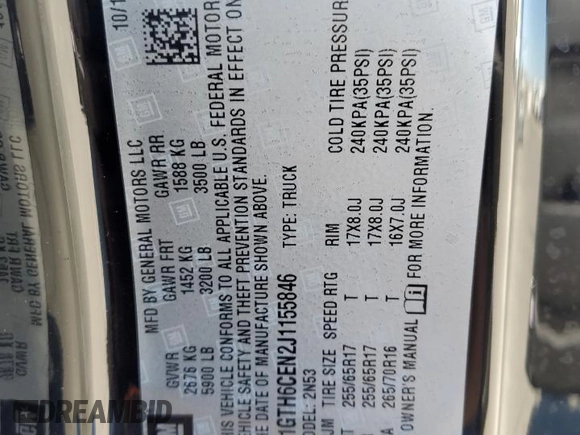 10/1
MFD BY GENERAL MOTORS LLC
GVWR GAWR FRT GAWR RR
2676 KG 1452 KG 1588 KG
5900 LB 3200 LB 3500 LB
THIS VEHICLE CONFORMS TO ALL APPLICABLE U.S. FEDERAL MOTOR
VEHICLE SAFETY AND THEFT PREVENTION STANDARDS IN EFFECT ON
THE DATE OF MANUFACTURE SHOWN ABOVE.
1GTH6CEN2J1155846 TYPE: TRUCK
MODEL: 2N53
TIRE SIZE SPEED RTG RIM COLD TIRE PRESSURE
255/65R17 T 17X8.0J 240KPA(35PSI)
255/65R17 T 17X8.0J 240KPA(35PSI)
265/70R16 T 16X7.0J 240KPA(35PSI)
OWNER'S MANUAL FOR MORE INFORMATION.
GM
DREAMBID